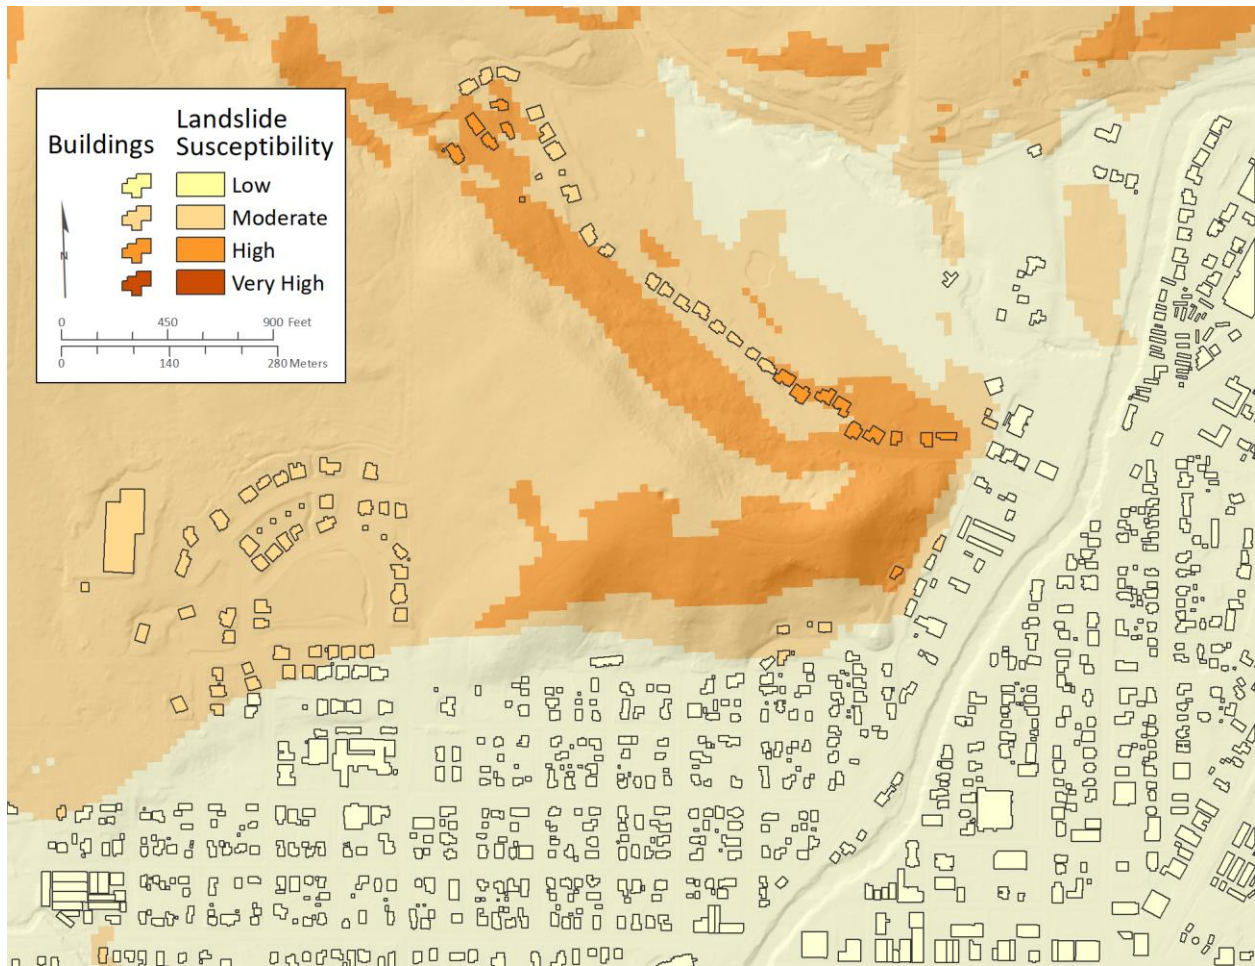 Buildings
Landslide
Susceptibility
Low
Moderate
High
Very High
N
0 450 900 Feet
0 140 280 Meters